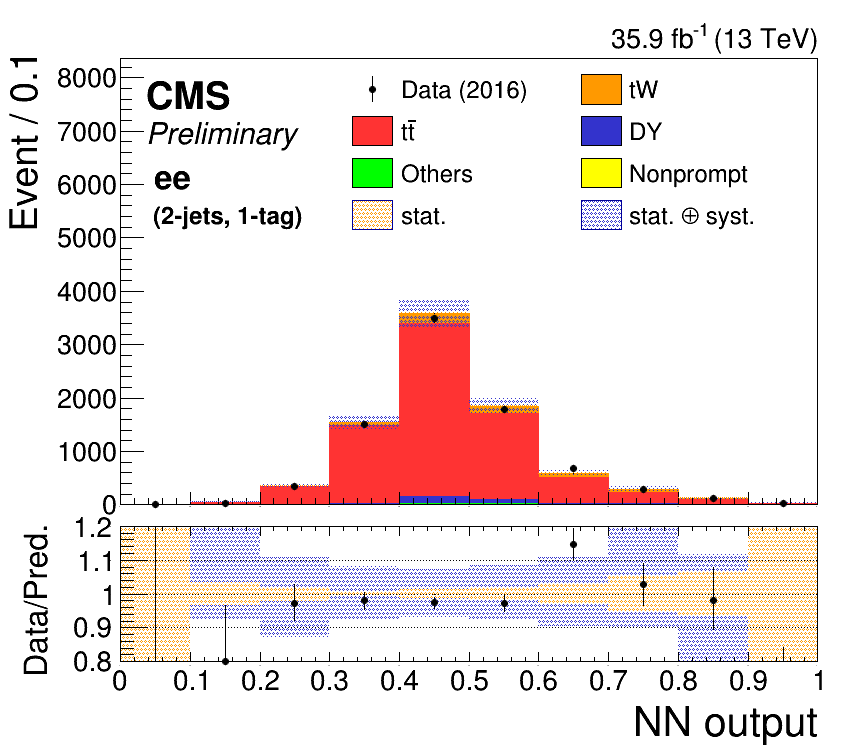 35.9 fb⁻¹ (13 TeV)
Event / 0.1
8000
7000
6000
5000
4000
3000
2000
1000
0
CMS
Preliminary
ee
(2-jets, 1-tag)
Data (2016)
tW
tt̄
DY
Others
Nonprompt
stat.
stat. ⊕ syst.
Data/Pred.
1.2
1.1
1
0.9
0.8
0 0.1 0.2 0.3 0.4 0.5 0.6 0.7 0.8 0.9 1
NN output